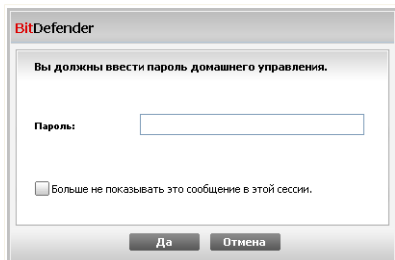 BitDefender
Вы должны ввести пароль домашнего управления.
Пароль:
Больше не показывать это сообщение в этой сессии.
Да
Отмена